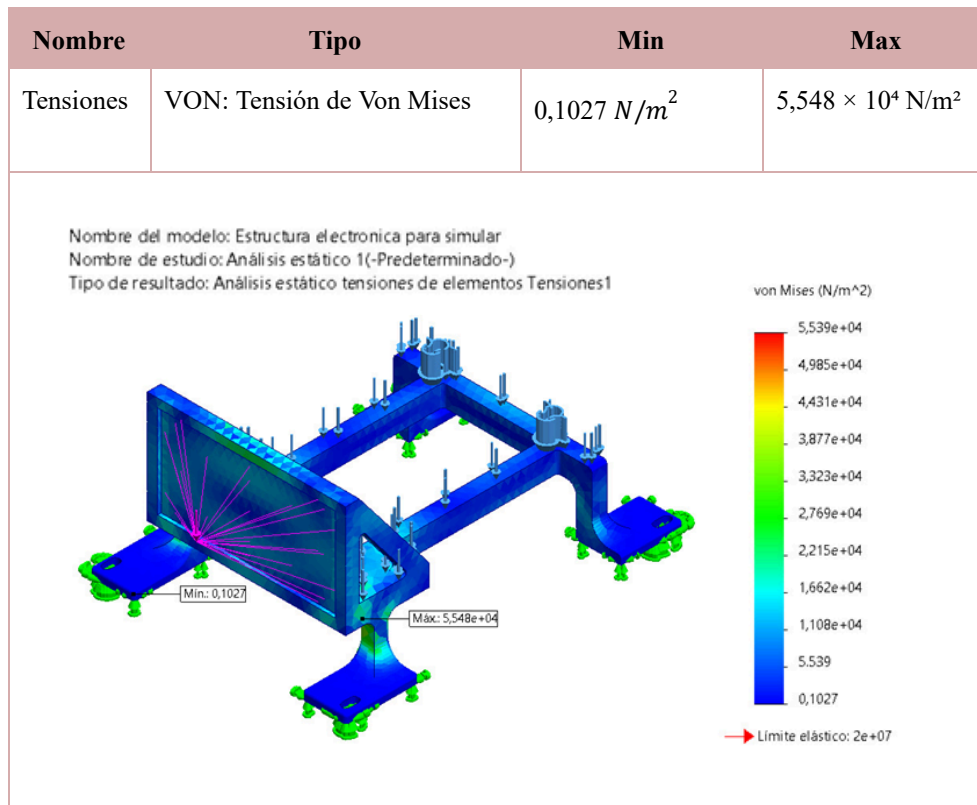 Nombre Tipo Min Max
Tensiones VON: Tensión de Von Mises 0,1027 N/m² 5,548 × 10⁴ N/m²
Nombre del modelo: Estructura electronica para simular
Nombre de estudio: Análisis estático 1(-Predeterminado-)
Tipo de resultado: Análisis estático tensiones de elementos Tensiones1
von Mises (N/m^2)
5,539e+04
4,985e+04
4,431e+04
3,877e+04
3,323e+04
2,769e+04
2,215e+04
1,662e+04
1,108e+04
5.539
0,1027
Límite elástico: 2e+07
Mín.: 0,1027
Máx.: 5,548e+04